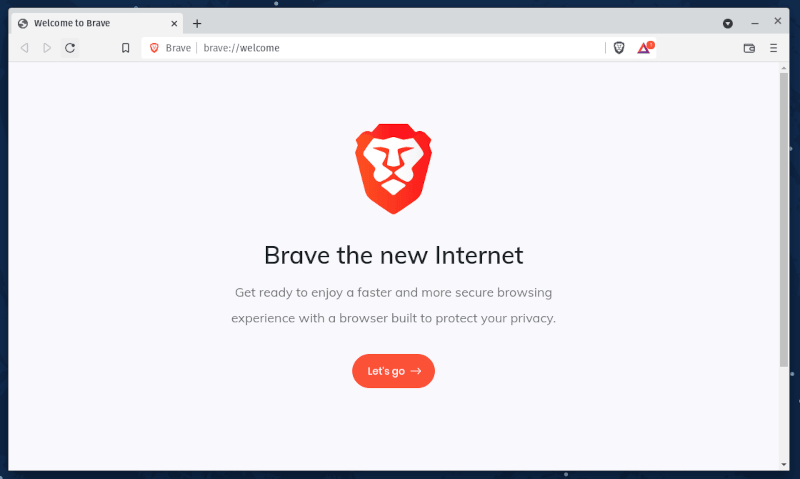 Welcome to Brave
Brave
brave://welcome
1
Brave the new Internet
Get ready to enjoy a faster and more secure browsing
experience with a browser built to protect your privacy.
Let's go